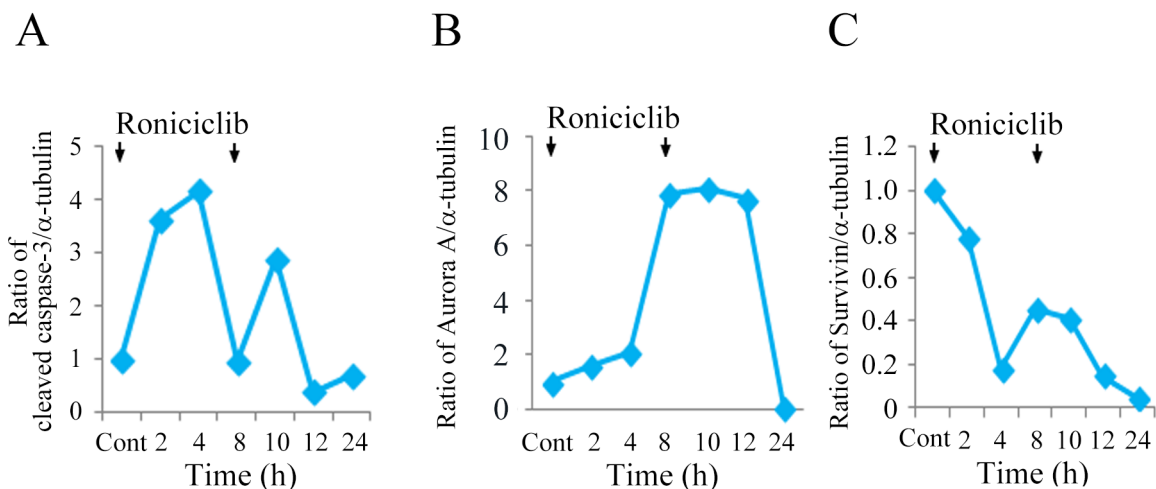 A
Roniciclib
Ratio of
cleaved caspase-3/α-tubulin
5
4
3
2
1
0
Cont 2 4 8 10 12 24
Time (h)
B
Roniciclib
Ratio of Aurora A/α-tubulin
10
8
6
4
2
0
Cont 2 4 8 10 12 24
Time (h)
C
Roniciclib
Ratio of Survivin/α-tubulin
1.2
1.0
0.8
0.6
0.4
0.2
0
Cont 2 4 8 10 12 24
Time (h)